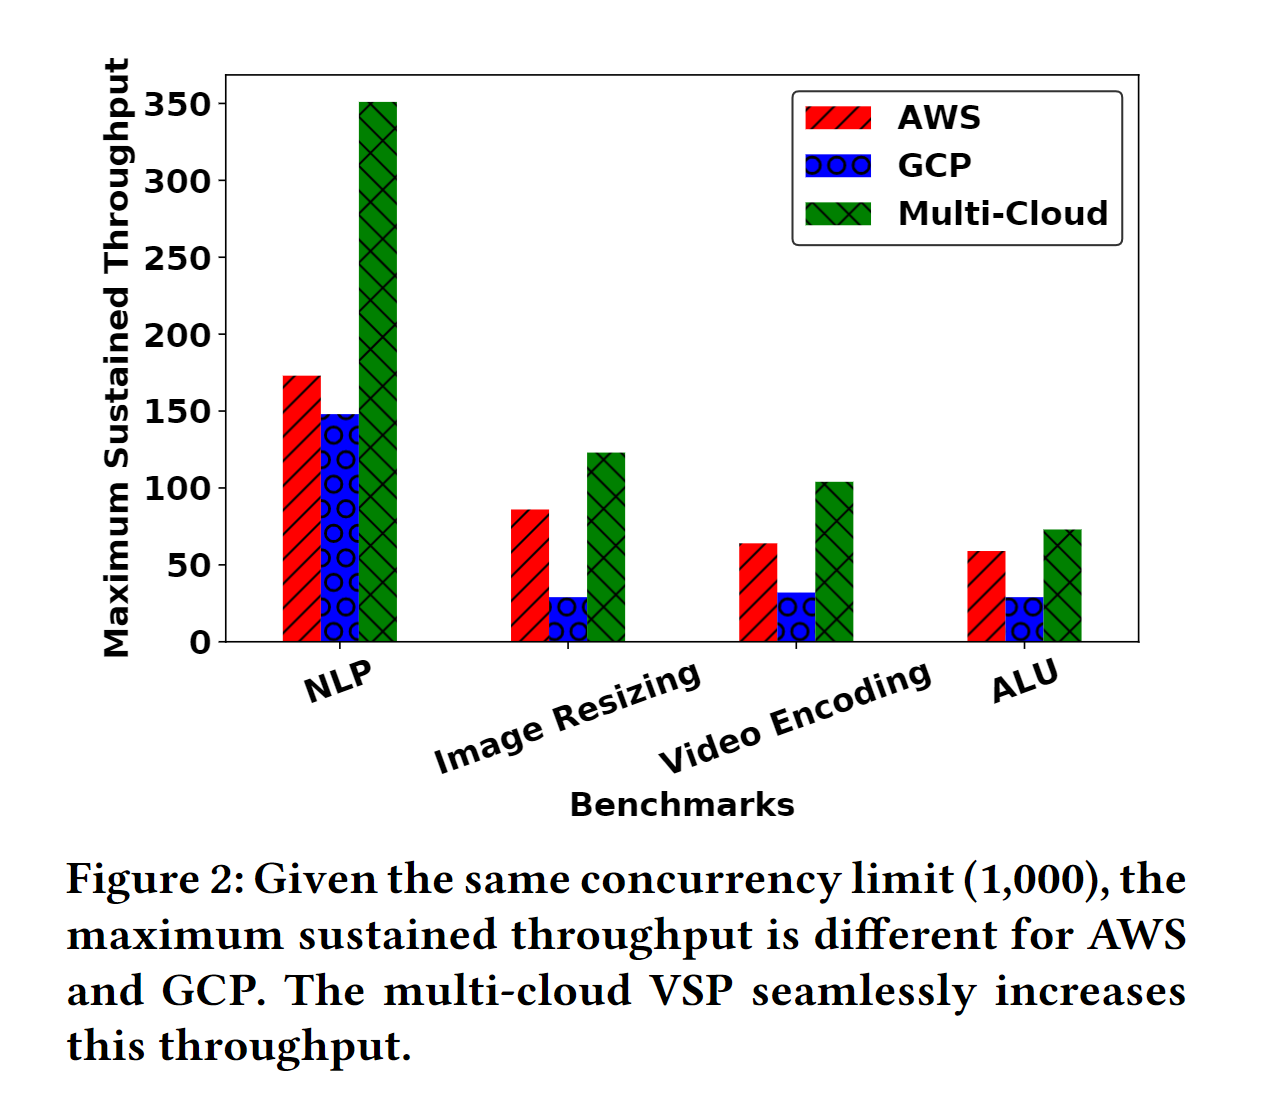 Maximum Sustained Throughput
350
300
250
200
150
100
50
0
AWS
GCP
Multi-Cloud
NLP
Image Resizing
Video Encoding
ALU
Benchmarks
Figure 2: Given the same concurrency limit (1,000), the
maximum sustained throughput is different for AWS
and GCP. The multi-cloud VSP seamlessly increases
this throughput.